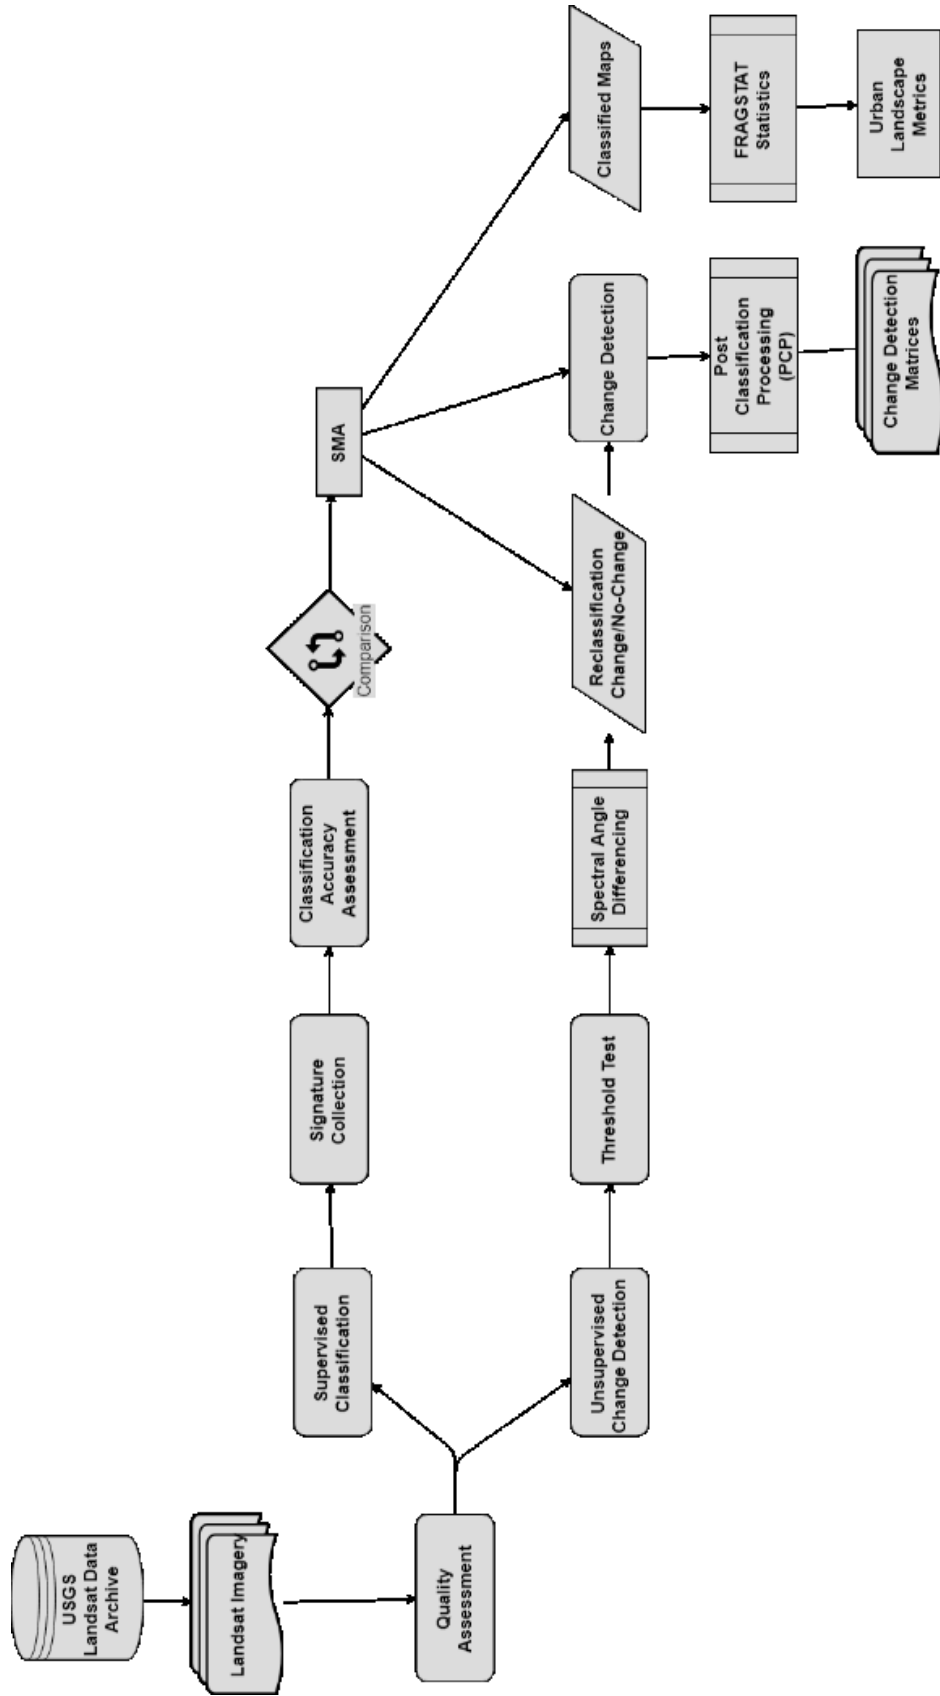 USGS
Landsat Data
Archive
Landsat Imagery
Quality
Assessment
Supervised
Classification
Signature
Collection
Classification
Accuracy
Assessment
Comparison
SMA
Unsupervised
Change Detection
Threshold Test
Spectral Angle
Differencing
Reclassification
Change/No-Change
Change Detection
Post
Classification
Processing
(PCP)
Change Detection
Matrices
Classified Maps
FRAGSTAT
Statistics
Urban
Landscape
Metrics